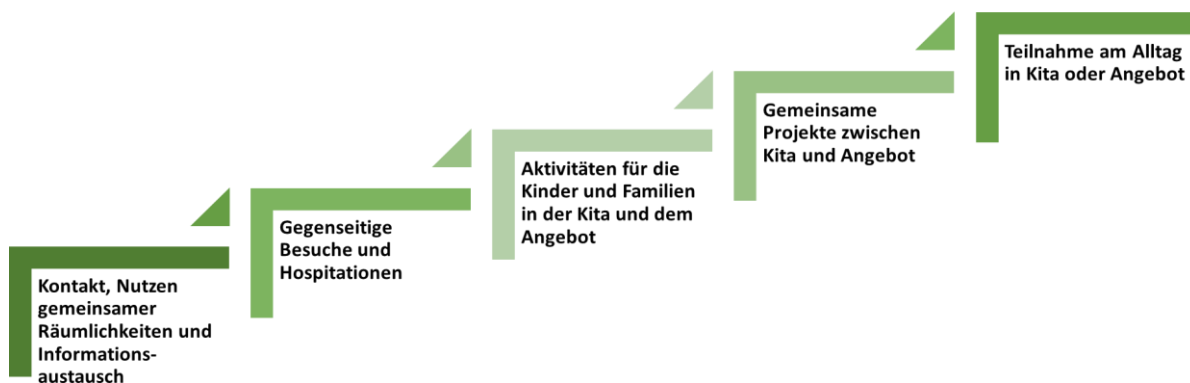 Kontakt, Nutzen
gemeinsamer
Räumlichkeiten und
Informations-
austausch
Gegenseitige
Besuche und
Hospitationen
Aktivitäten für die
Kinder und Familien
in der Kita und dem
Angebot
Gemeinsame
Projekte zwischen
Kita und Angebot
Teilnahme am Alltag
in Kita oder Angebot